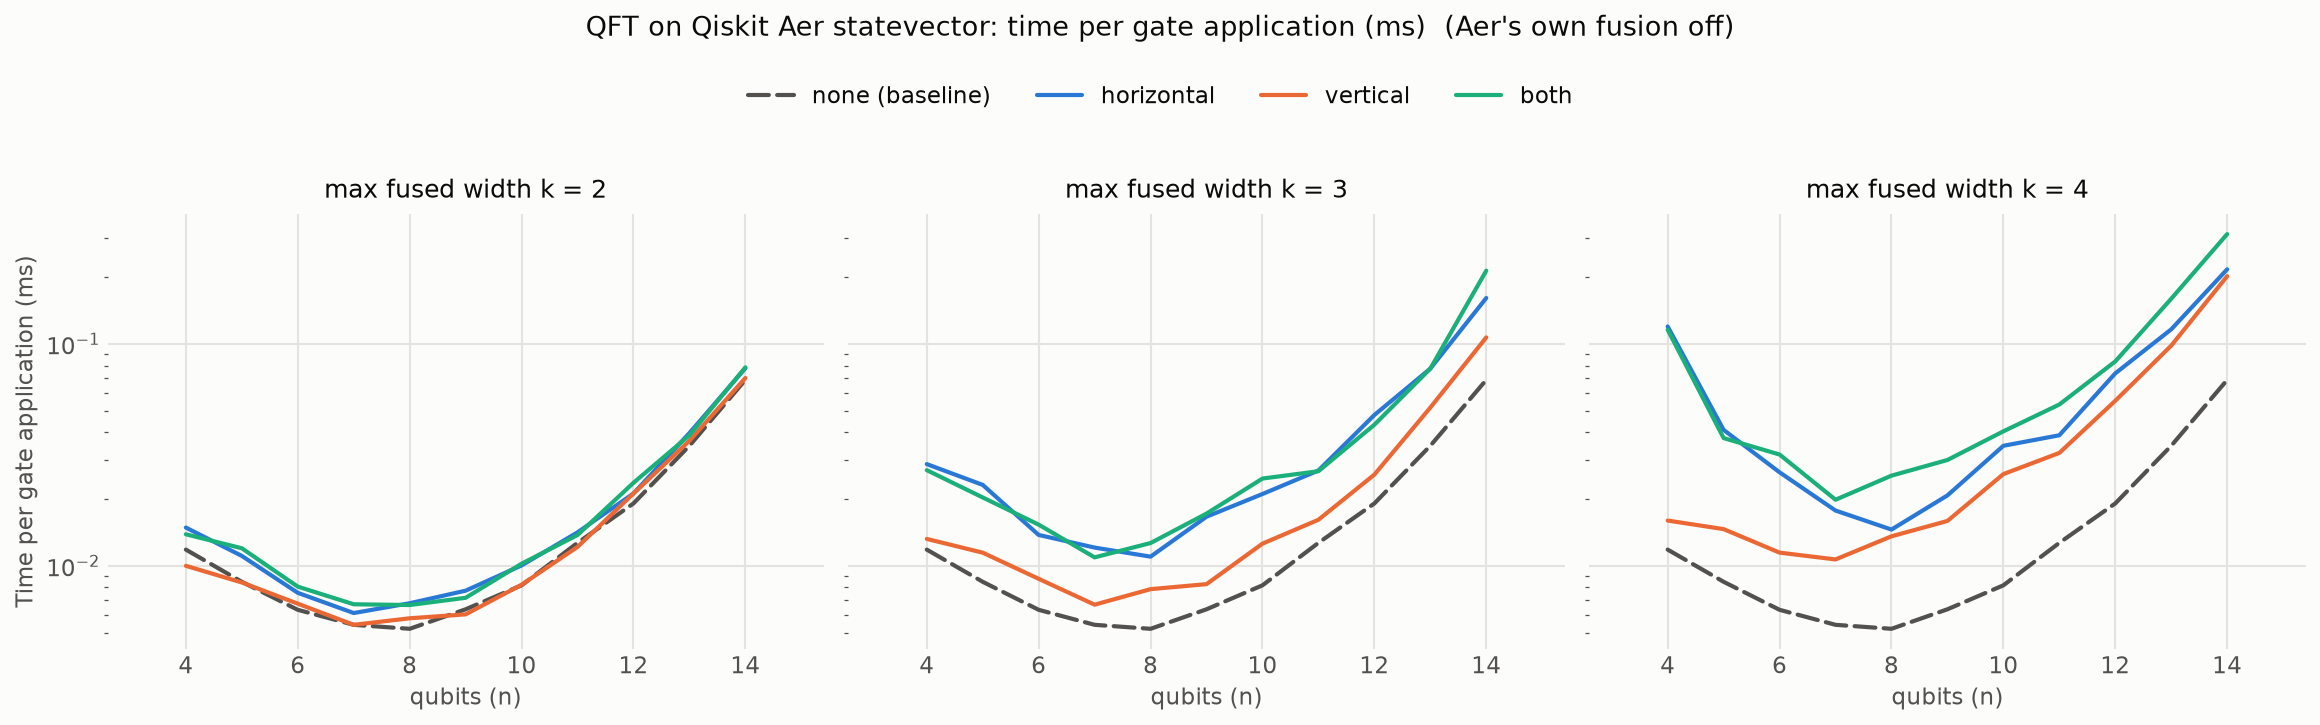 QFT on Qiskit Aer statevector: time per gate application (ms)  (Aer's own fusion off)
none (baseline) horizontal vertical both
max fused width k = 2
max fused width k = 3
max fused width k = 4
Time per gate application (ms)
10⁻¹
10⁻²
4 6 8 10 12 14
4 6 8 10 12 14
4 6 8 10 12 14
qubits (n)
qubits (n)
qubits (n)